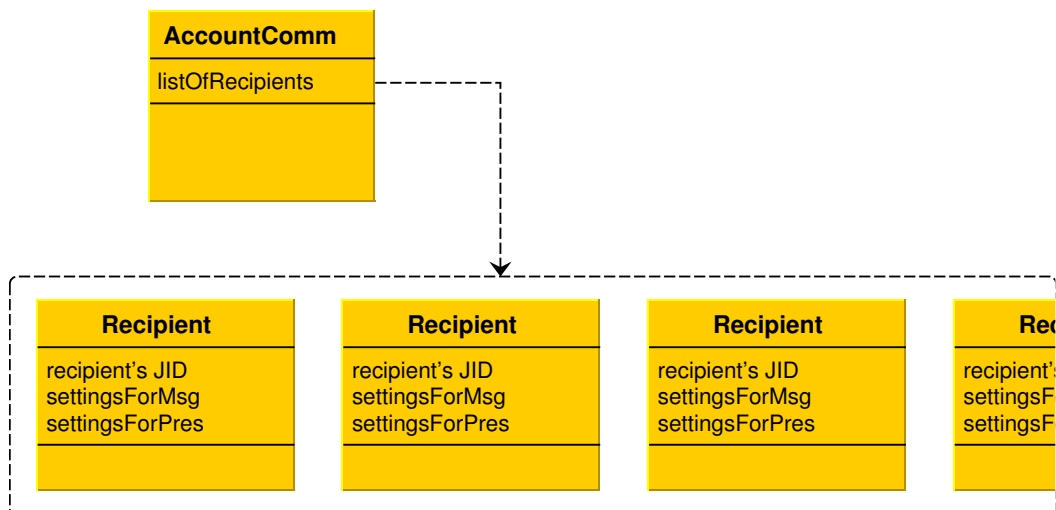 AccountComm
listOfRecipients
Recipient
recipient's JID
settingsForMsg
settingsForPres
Recipient
recipient's JID
settingsForMsg
settingsForPres
Recipient
recipient's JID
settingsForMsg
settingsForPres